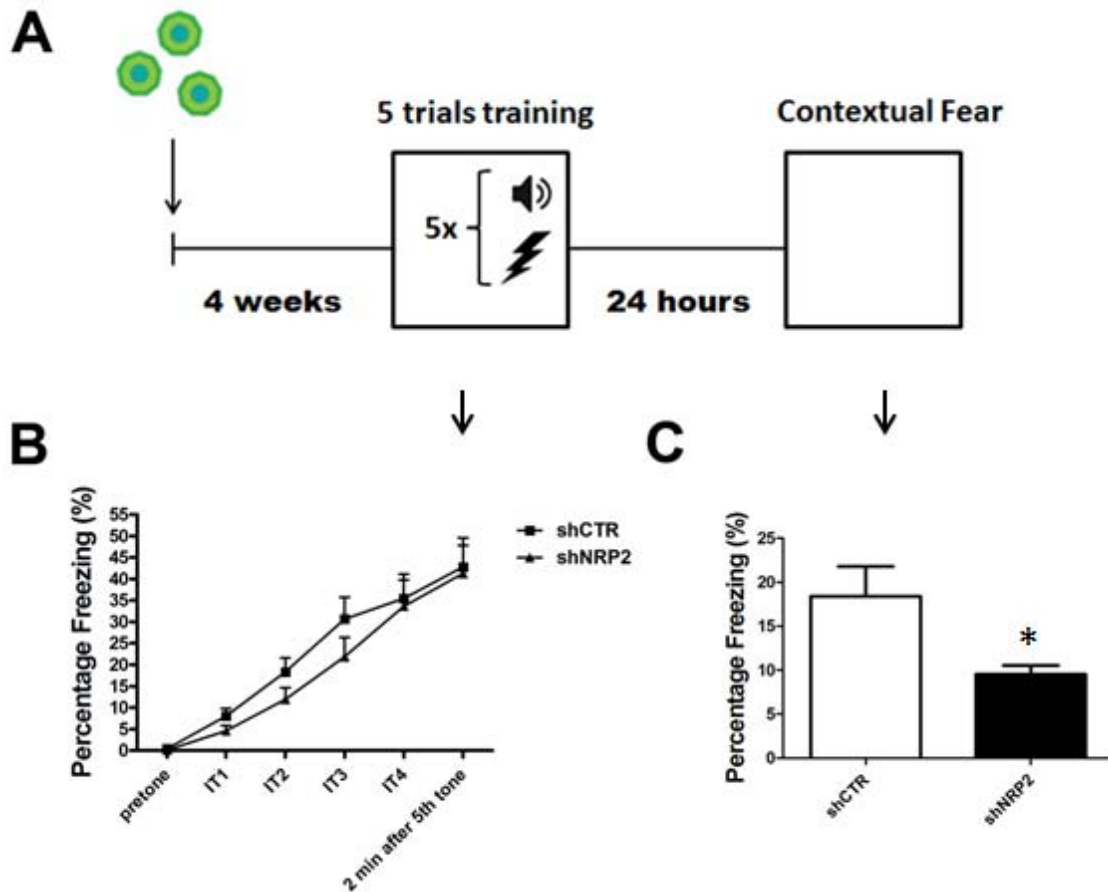 A
5 trials training
Contextual Fear
5x
4 weeks
24 hours
B
Percentage Freezing (%)
55
50
45
40
35
30
25
20
15
10
5
0
pretone
IT1
IT2
IT3
IT4
2 min after 5th tone
shCTR
shNRP2
C
Percentage Freezing (%)
25
20
15
10
5
0
*
shCTR
shNRP2